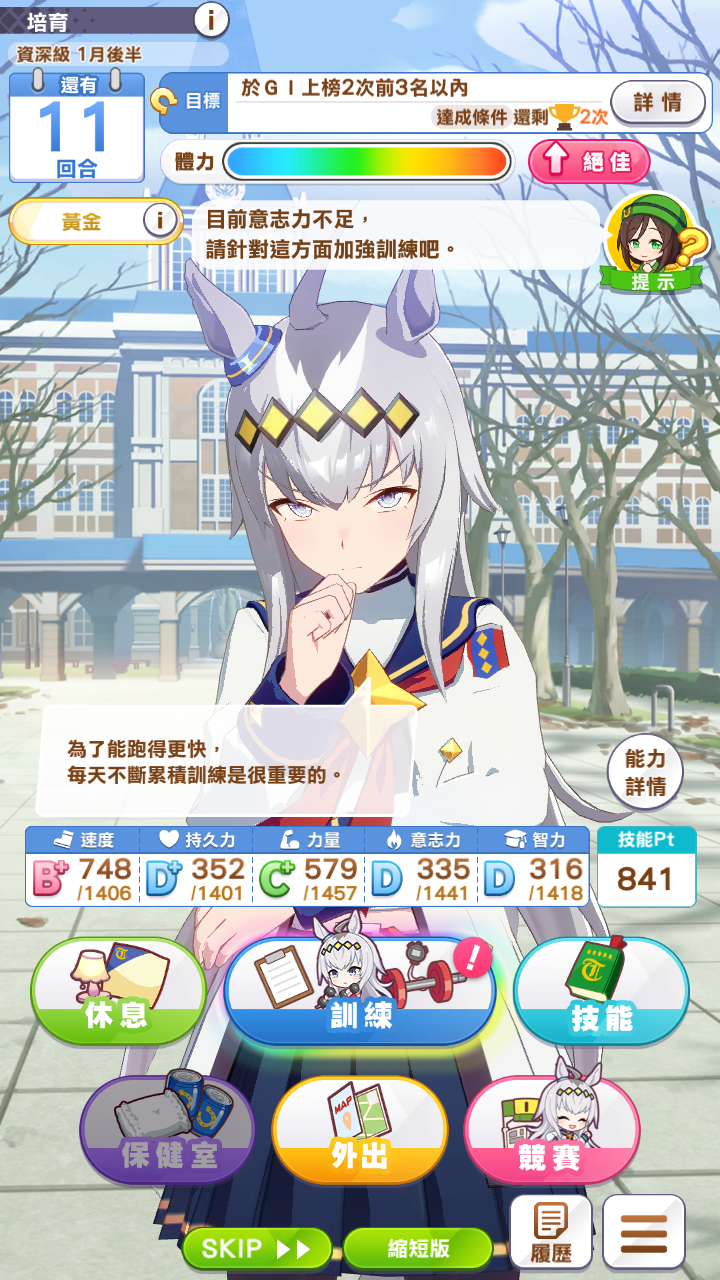 培育
i
資深級 1月後半
還有
11
回合
目標
於GⅠ上榜2次前3名以內
達成條件 還剩 2次
詳情
體力
絕佳
黃金
i
目前意志力不足，
請針對這方面加強訓練吧。
提示
為了能跑得更快，
每天不斷累積訓練是很重要的。
能力
詳情
速度 持久力 力量 意志力 智力 技能Pt
B+ 748 D+ 352 C+ 579 D 335 D 316 841
/1406 /1401 /1457 /1441 /1418
休息
訓練
技能
保健室
MAP
外出
競賽
SKIP
縮短版
履歷